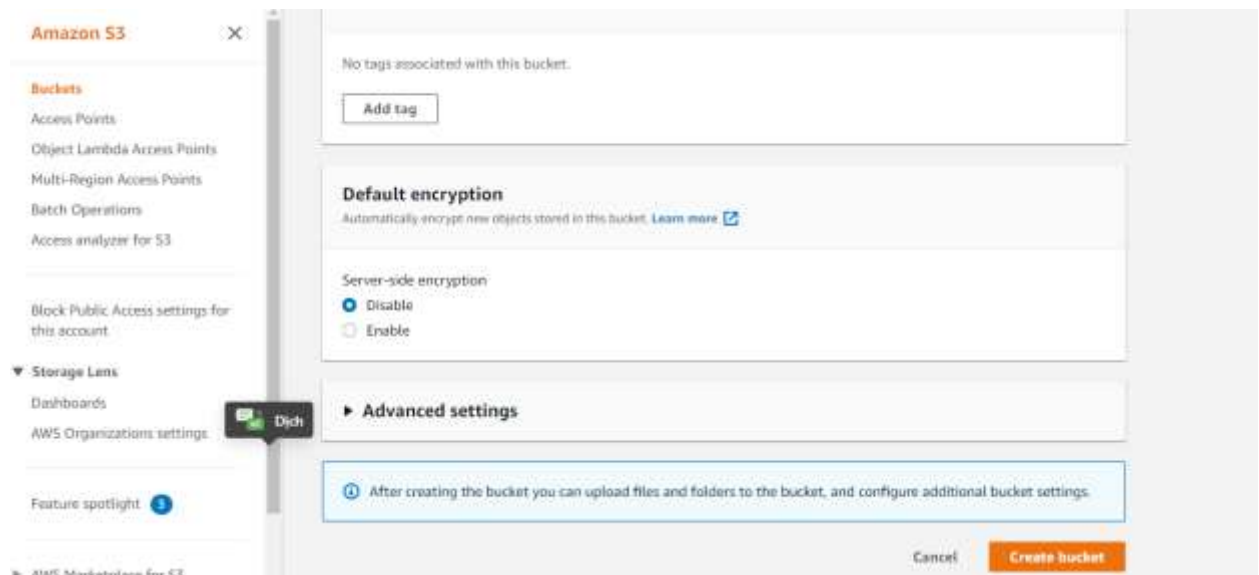 Amazon S3
Buckets
Access Points
Object Lambda Access Points
Multi-Region Access Points
Batch Operations
Access analyzer for S3
Block Public Access settings for
this account
Storage Lens
Dashboards
AWS Organizations settings
Feature spotlight
AWS Marketplace for S3
Dịch
No tags associated with this bucket.
Add tag
Default encryption
Automatically encrypt new objects stored in this bucket. Learn more
Server-side encryption
Disable
Enable
Advanced settings
After creating the bucket you can upload files and folders to the bucket, and configure additional bucket settings.
Cancel
Create bucket